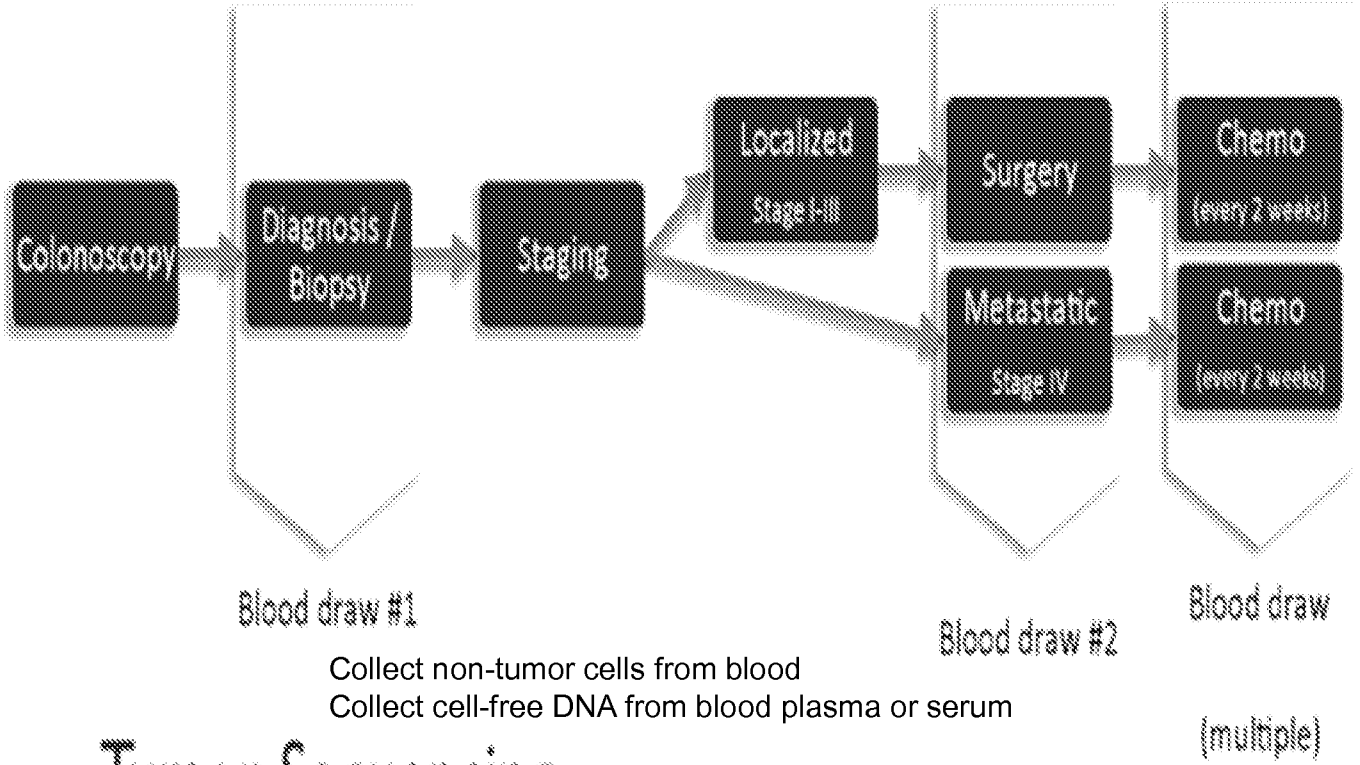 Colonoscopy
Diagnosis /
Biopsy
Staging
Localized
Stage I-III
Surgery
Chemo
(every 2 weeks)
Metastatic
Stage IV
Chemo
(every 2 weeks)
Blood draw #1
Blood draw #2
Blood draw
(multiple)
Collect non-tumor cells from blood
Collect cell-free DNA from blood plasma or serum